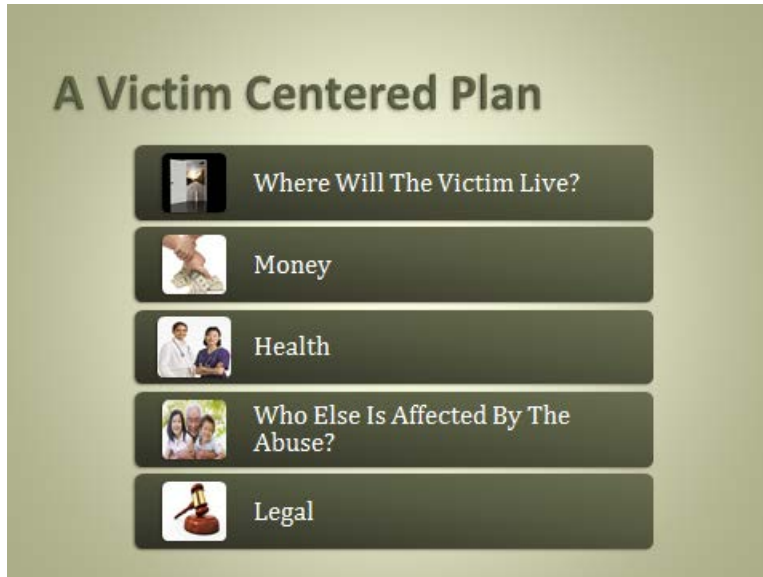 A Victim Centered Plan
Where Will The Victim Live?
Money
Health
Who Else Is Affected By The
Abuse?
Legal